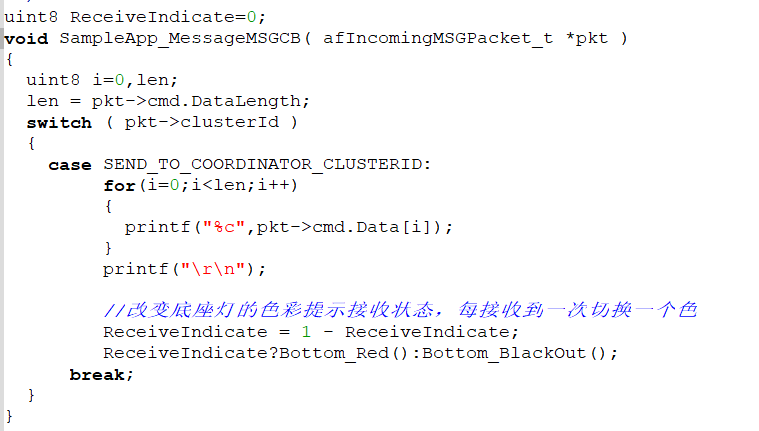 uint8 ReceiveIndicate=0;
void SampleApp_MessageMSGCB( afIncomingMSGPacket_t *pkt )
{
  uint8 i=0,len;
  len = pkt->cmd.DataLength;
  switch ( pkt->clusterId )
  {
    case SEND_TO_COORDINATOR_CLUSTERID:
         for(i=0;i<len;i++)
         {
           printf("%c",pkt->cmd.Data[i]);
         }
         printf("\r\n");
         //改变底座灯的色彩提示接收状态，每接收到一次切换一个色
         ReceiveIndicate = 1 - ReceiveIndicate;
         ReceiveIndicate?Bottom_Red():Bottom_BlackOut();
      break;
  }
}